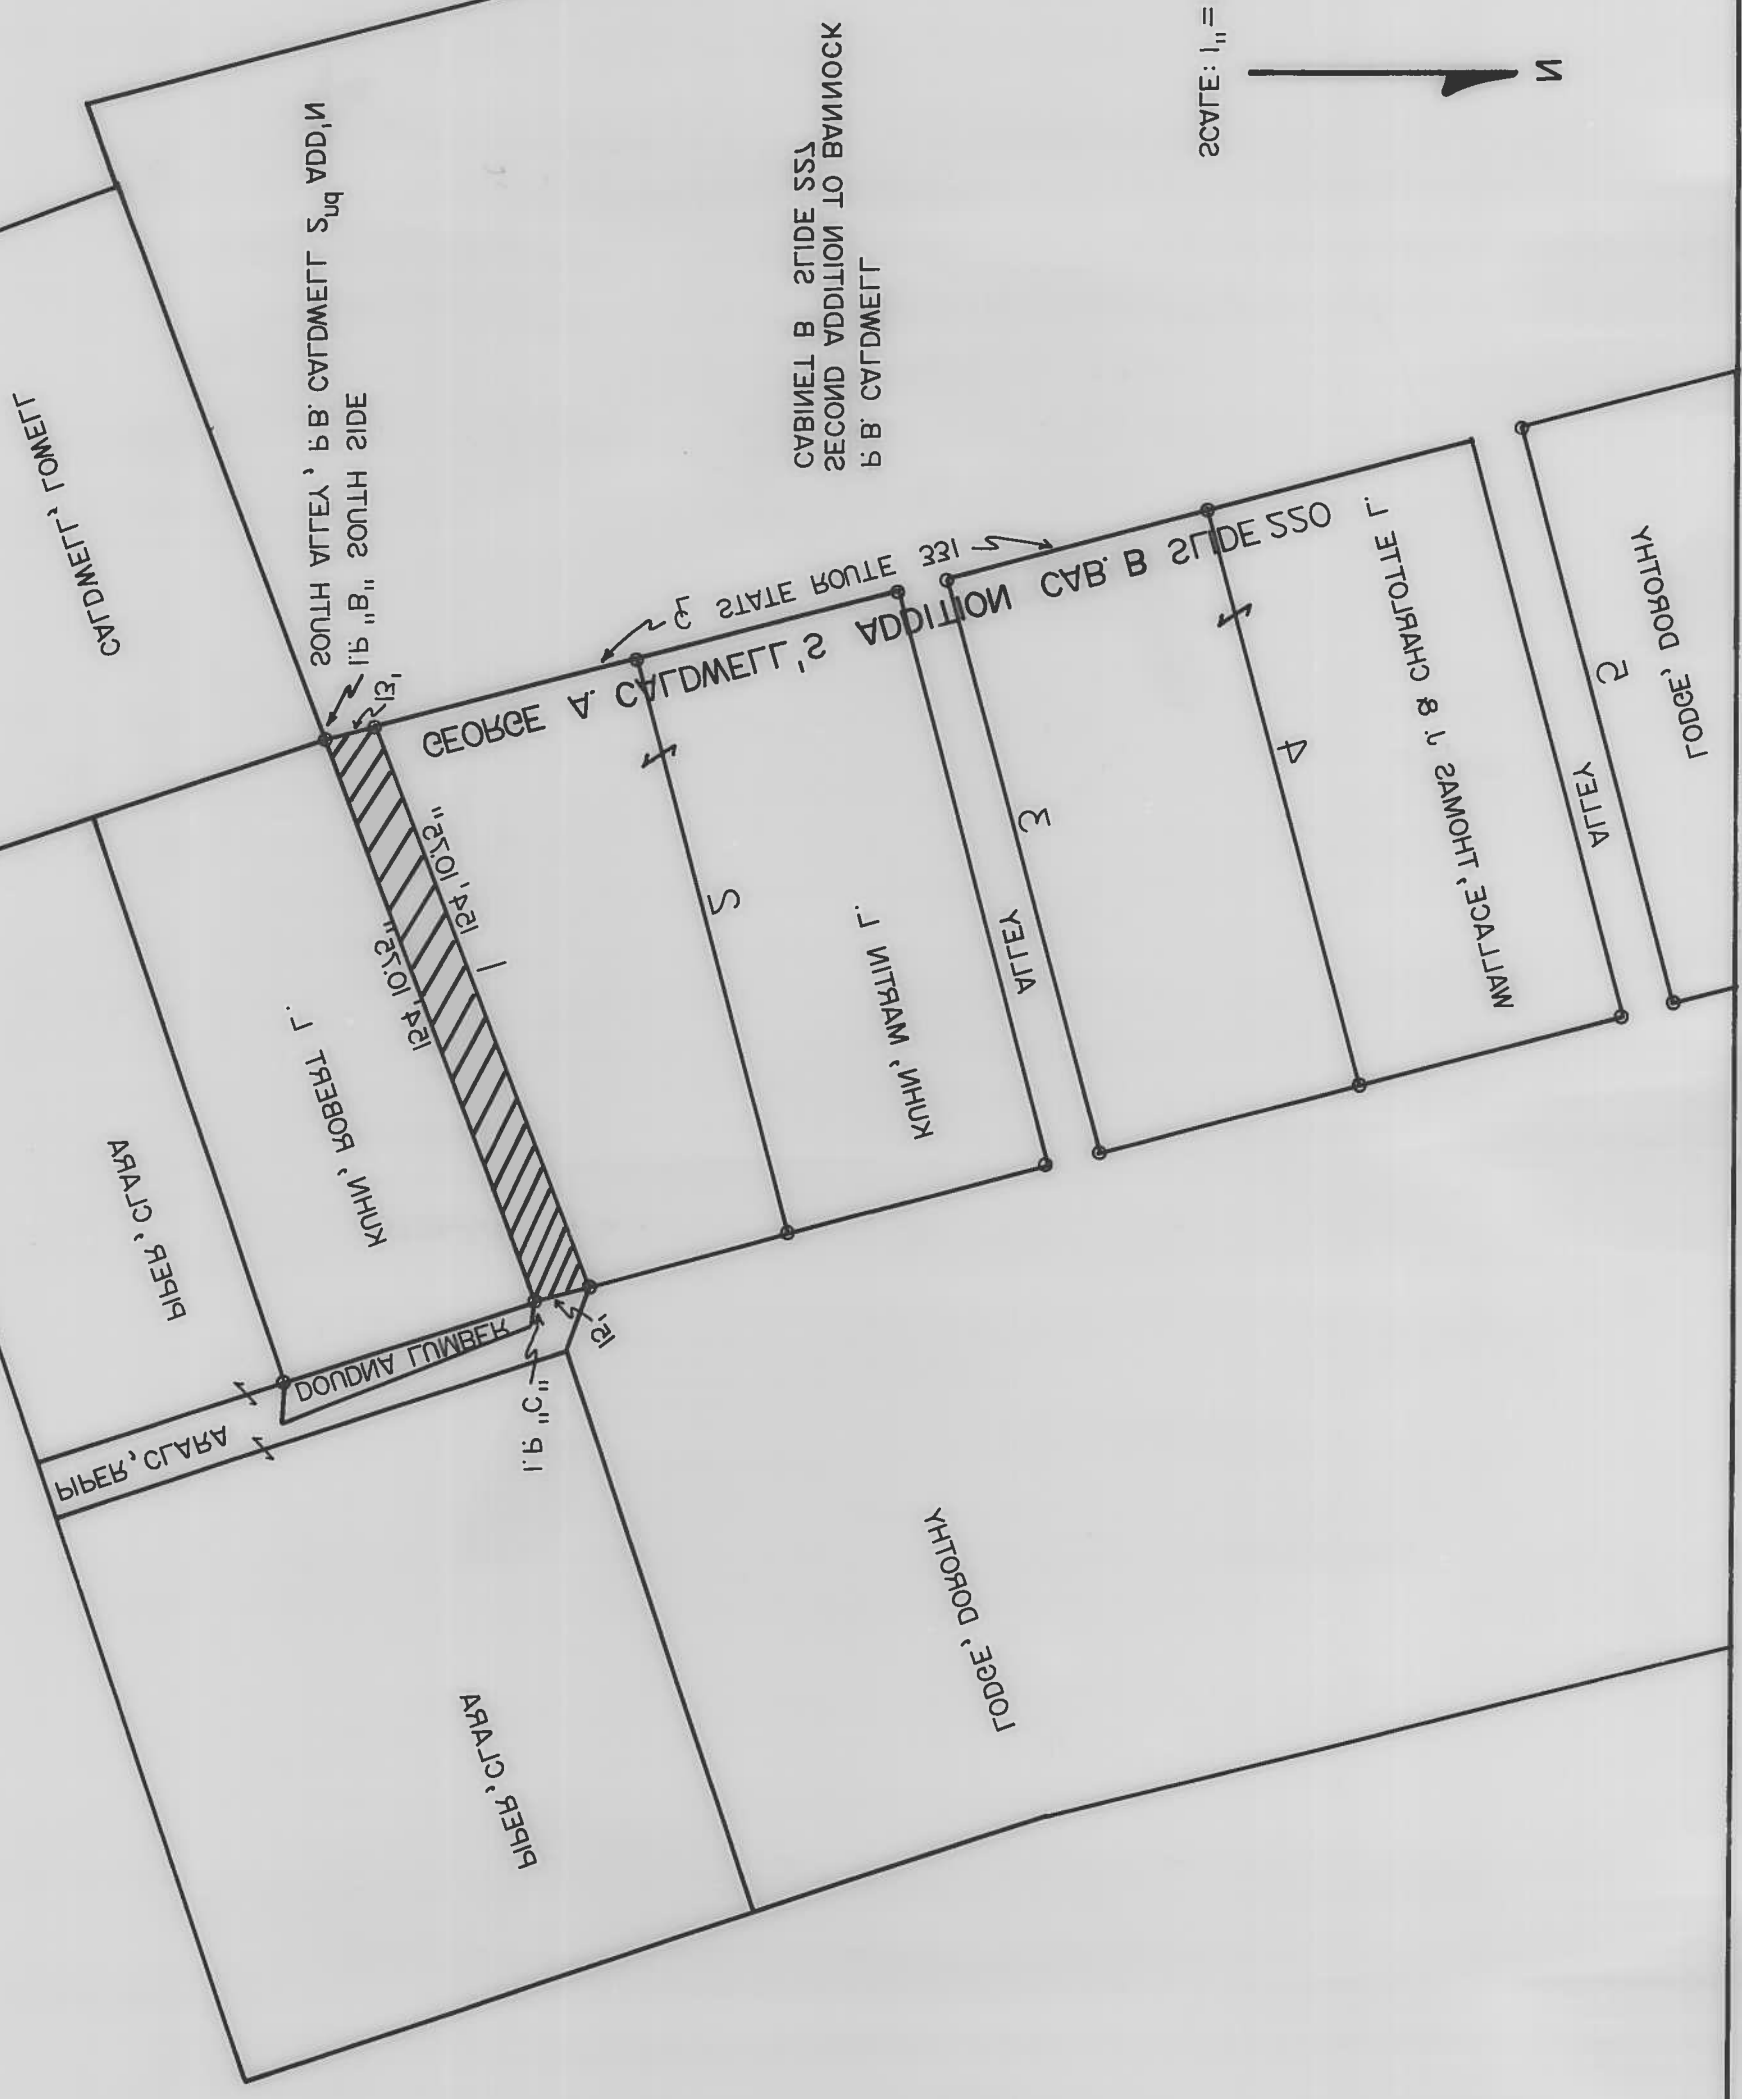 N
SCALE: 1" =
P. B. CALDWELL
SECOND ADDITION TO BANNOCK
CABINET B SLIDE 227
SOUTH ALLEY, P.B. CALDWELL 2nd ADD'N
I.P. "B" SOUTH SIDE
CALDWELL, LOWELL
℄ STATE ROUTE 331
GEORGE A. CALDWELL'S ADDITION CAB. B SLIDE 220
13'
154' 10.75"
154' 10.75"
1
2
3
4
5
KUHN, MARTIN L.
ALLEY
WALLACE, THOMAS J. & CHARLOTTE L.
ALLEY
LODGE, DOROTHY
KUHN, ROBERT L.
PIPER, CLARA
DOUDNA LUMBER
PIPER, CLARA
I.P. "C"
15'
LODGE, DOROTHY
PIPER, CLARA